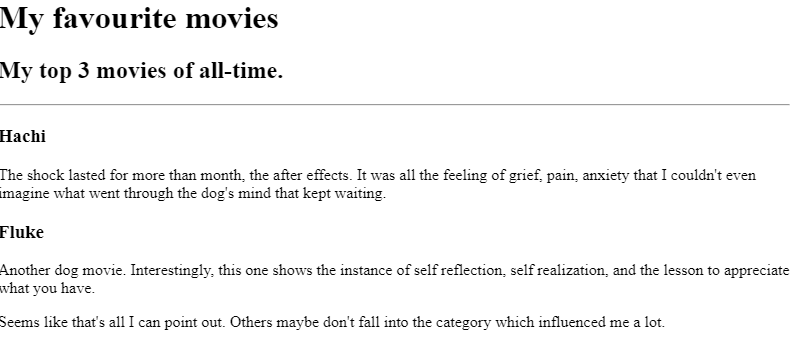 My favourite movies
My top 3 movies of all-time.
Hachi
The shock lasted for more than month, the after effects. It was all the feeling of grief, pain, anxiety that I couldn't even
imagine what went through the dog's mind that kept waiting.
Fluke
Another dog movie. Interestingly, this one shows the instance of self reflection, self realization, and the lesson to appreciate
what you have.
Seems like that's all I can point out. Others maybe don't fall into the category which influenced me a lot.